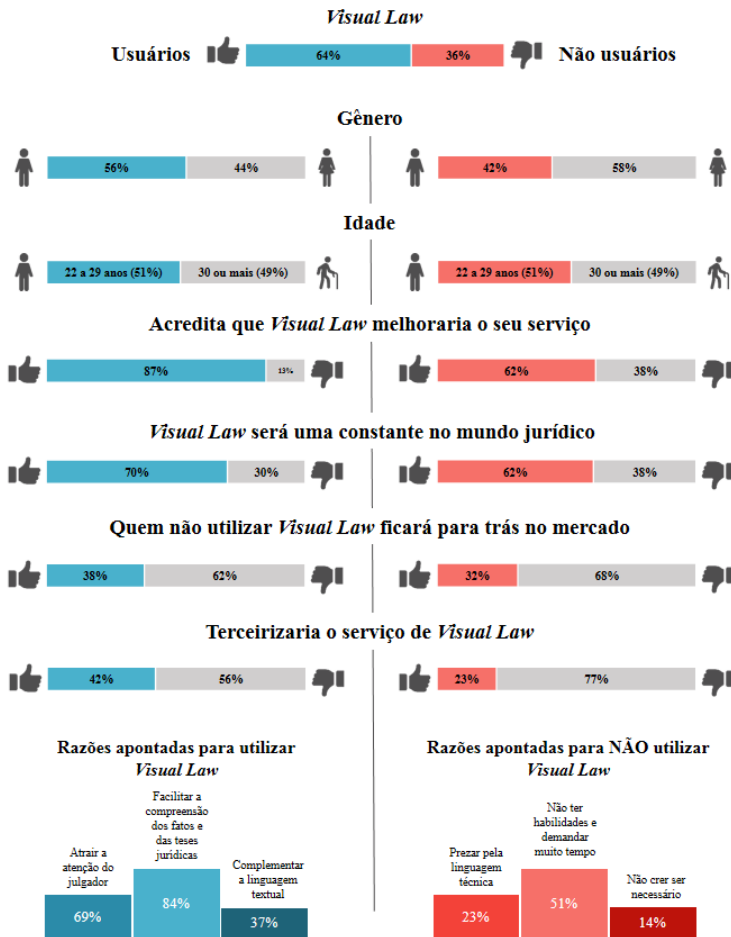 Visual Law
Usuários 64% 36% Não usuários
Gênero
56% 44% 42% 58%
Idade
22 a 29 anos (51%) 30 ou mais (49%) 22 a 29 anos (51%) 30 ou mais (49%)
Acredita que Visual Law melhoraria o seu serviço
87% 13% 62% 38%
Visual Law será uma constante no mundo jurídico
70% 30% 62% 38%
Quem não utilizar Visual Law ficará para trás no mercado
38% 62% 32% 68%
Terceirizaria o serviço de Visual Law
42% 56% 23% 77%
Razões apontadas para utilizar
Visual Law
Atrair a
atenção do
julgador
69%
Facilitar a
compreensão
dos fatos e
das teses
jurídicas
84%
Complementar
a linguagem
textual
37%
Razões apontadas para NÃO utilizar
Visual Law
Prezar pela
linguagem
técnica
23%
Não ter
habilidades e
demandar
muito tempo
51%
Não crer ser
necessário
14%